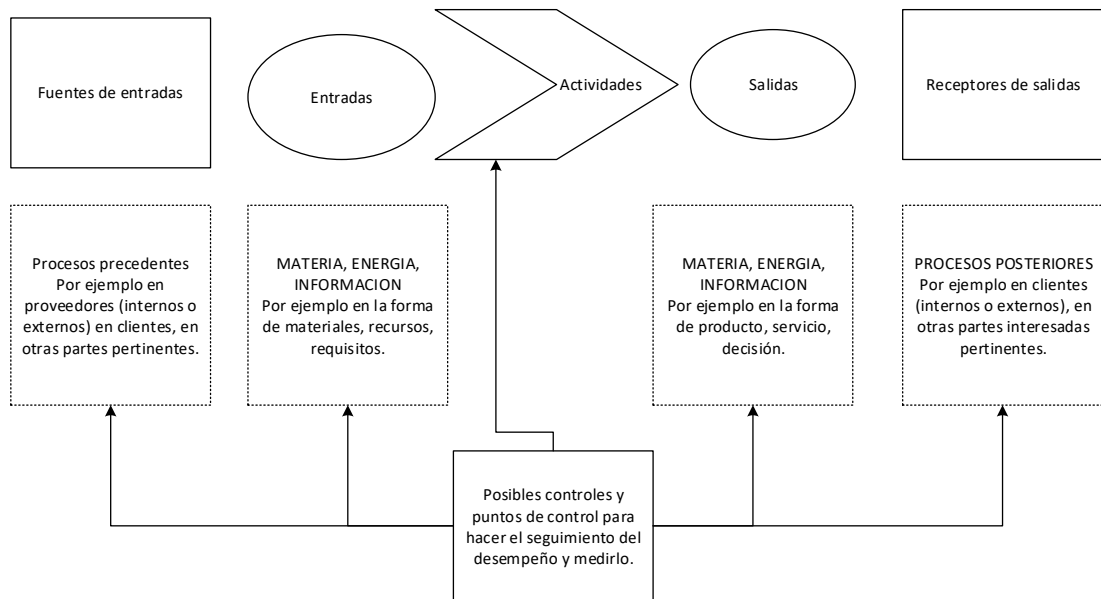 Fuentes de entradas
Entradas
Actividades
Salidas
Receptores de salidas
Procesos precedentes
Por ejemplo en
proveedores (internos o
externos) en clientes, en
otras partes pertinentes.
MATERIA, ENERGIA,
INFORMACION
Por ejemplo en la forma
de materiales, recursos,
requisitos.
MATERIA, ENERGIA,
INFORMACION
Por ejemplo en la forma
de producto, servicio,
decisión.
PROCESOS POSTERIORES
Por ejemplo en clientes
(internos o externos), en
otras partes interesadas
pertinentes.
Posibles controles y
puntos de control para
hacer el seguimiento del
desempeño y medirlo.